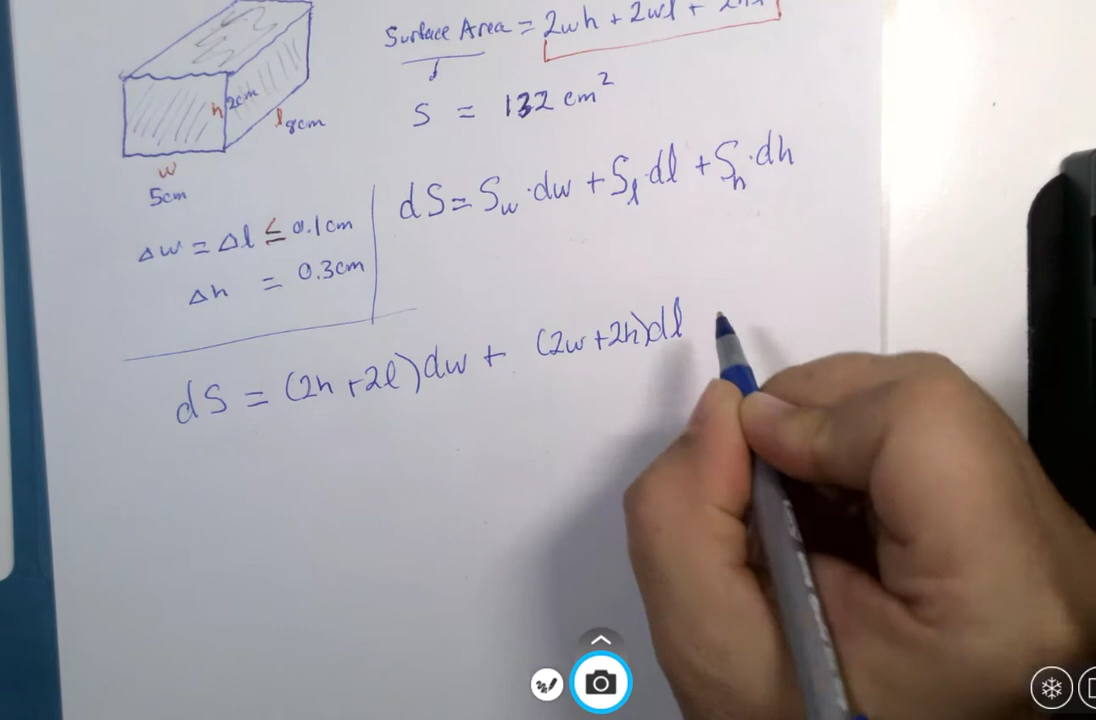 Surface Area = 2wh + 2wl + 2hl
S = 132 cm²
h 2cm
l 8cm
w
5cm
dS = S_w · dw + S_l · dl + S_h · dh
Δw = Δl ≤ 0.1cm
Δh = 0.3cm
dS = (2h + 2l) dw + (2w + 2h) dl